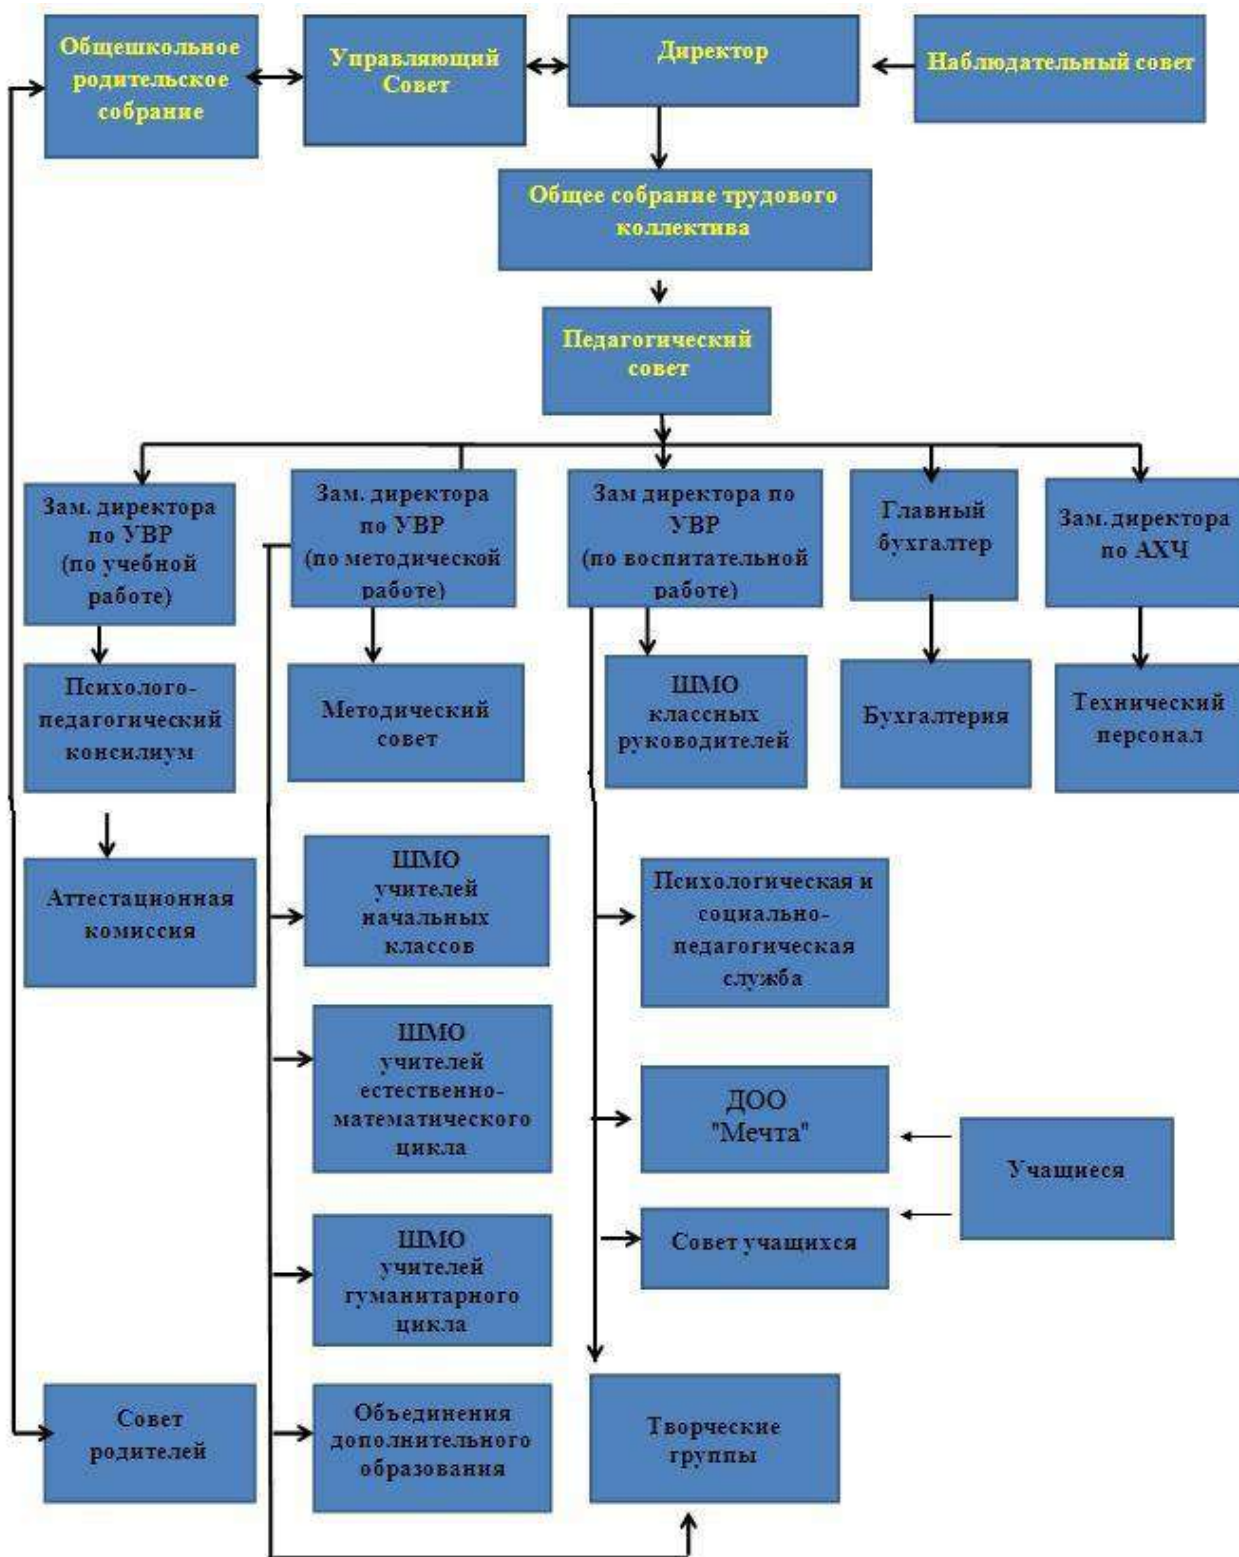 Общешкольное
родительское
собрание
Управляющий
Совет
Директор
Наблюдательный совет
Общее собрание трудового
коллектива
Педагогический
совет
Зам. директора
по УВР
(по учебной
работе)
Зам. директора
по УВР
(по методической
работе)
Зам директора по
УВР
(по воспитательной
работе)
Главный
бухгалтер
Зам. директора
по АХЧ
Психолого-
педагогический
консилиум
Методический
совет
ШМО
классных
руководителей
Бухгалтерия
Технический
персонал
Аттестационная
комиссия
ШМО
учителей
начальных
классов
Психологическая и
социально-
педагогическая
служба
ШМО
учителей
естественно-
математического
цикла
ДОО
"Мечта"
Учащиеся
ШМО
учителей
гуманитарного
цикла
Совет учащихся
Совет
родителей
Объединения
дополнительного
образования
Творческие
группы